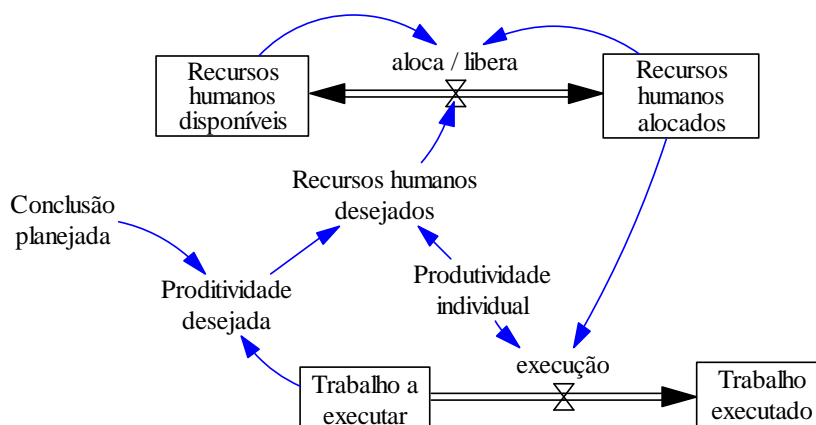 aloca / libera
Recursos
humanos
disponíveis
Recursos
humanos
alocados
Recursos humanos
desejados
Conclusão
planejada
Proditividade
desejada
Produtividade
individual
execução
Trabalho a
executar
Trabalho
executado